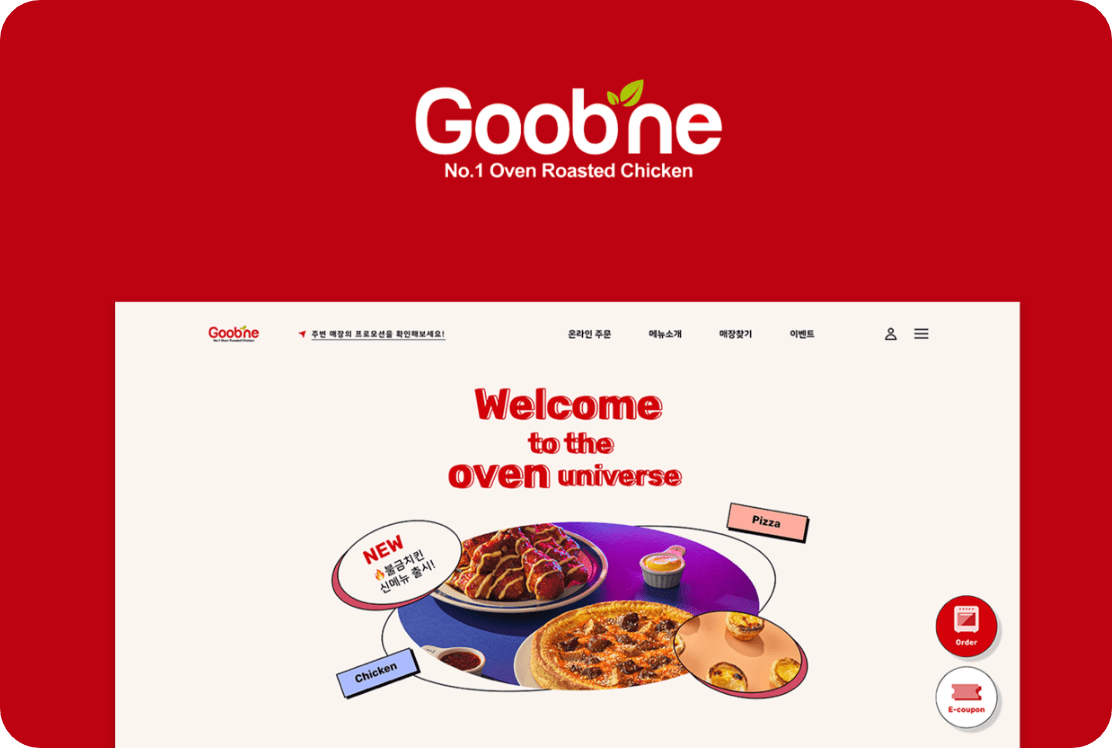 Goobne
No.1 Oven Roasted Chicken
Goobne
No.1 Oven Roasted Chicken
주변 매장의 프로모션을 확인해보세요!
온라인 주문
메뉴소개
매장찾기
이벤트
Welcome
to the
oven universe
Pizza
NEW
🔥불금치킨
신메뉴 출시!
Chicken
Order
E-coupon